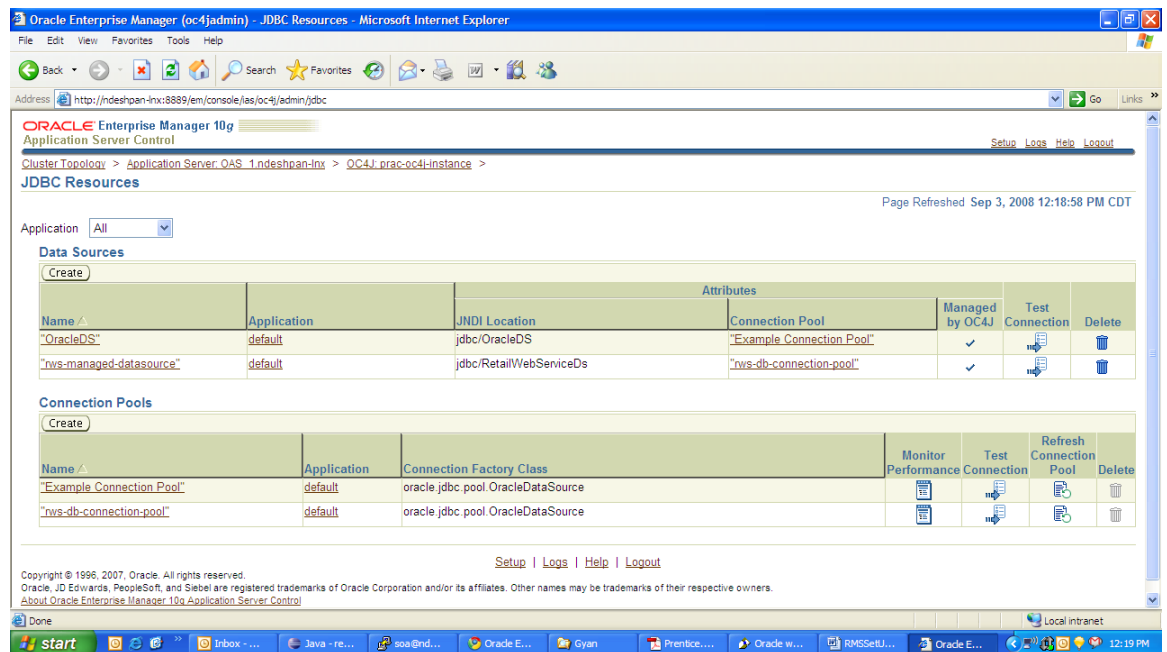 Oracle Enterprise Manager (oc4jadmin) - JDBC Resources - Microsoft Internet Explorer
File Edit View Favorites Tools Help
Back Search Favorites
Address http://ndeshpan-lnx:8889/em/console/ias/oc4j/admin/jdbc Go Links »
ORACLE Enterprise Manager 10g
Application Server Control
Setup Logs Help Logout
Cluster Topology > Application Server: OAS_1.ndeshpan-lnx > OC4J: prac-oc4j-instance >
JDBC Resources
Page Refreshed Sep 3, 2008 12:18:58 PM CDT
Application All
Data Sources
Create
Attributes
Name Application JNDI Location Connection Pool Managed by OC4J Test Connection Delete
"OracleDS" default jdbc/OracleDS "Example Connection Pool"
"rws-managed-datasource" default jdbc/RetailWebServiceDs "rws-db-connection-pool"
Connection Pools
Create
Name Application Connection Factory Class Monitor Performance Test Connection Refresh Connection Pool Delete
"Example Connection Pool" default oracle.jdbc.pool.OracleDataSource
"rws-db-connection-pool" default oracle.jdbc.pool.OracleDataSource
Setup | Logs | Help | Logout
Copyright © 1996, 2007, Oracle. All rights reserved.
Oracle, JD Edwards, PeopleSoft, and Siebel are registered trademarks of Oracle Corporation and/or its affiliates. Other names may be trademarks of their respective owners.
About Oracle Enterprise Manager 10g Application Server Control
Done Local intranet
start » Inbox - ... Java - re... soa@nd... Oracle E... Gyan Prentice.... Oracle w... RMSSetU... Oracle E... 12:19 PM